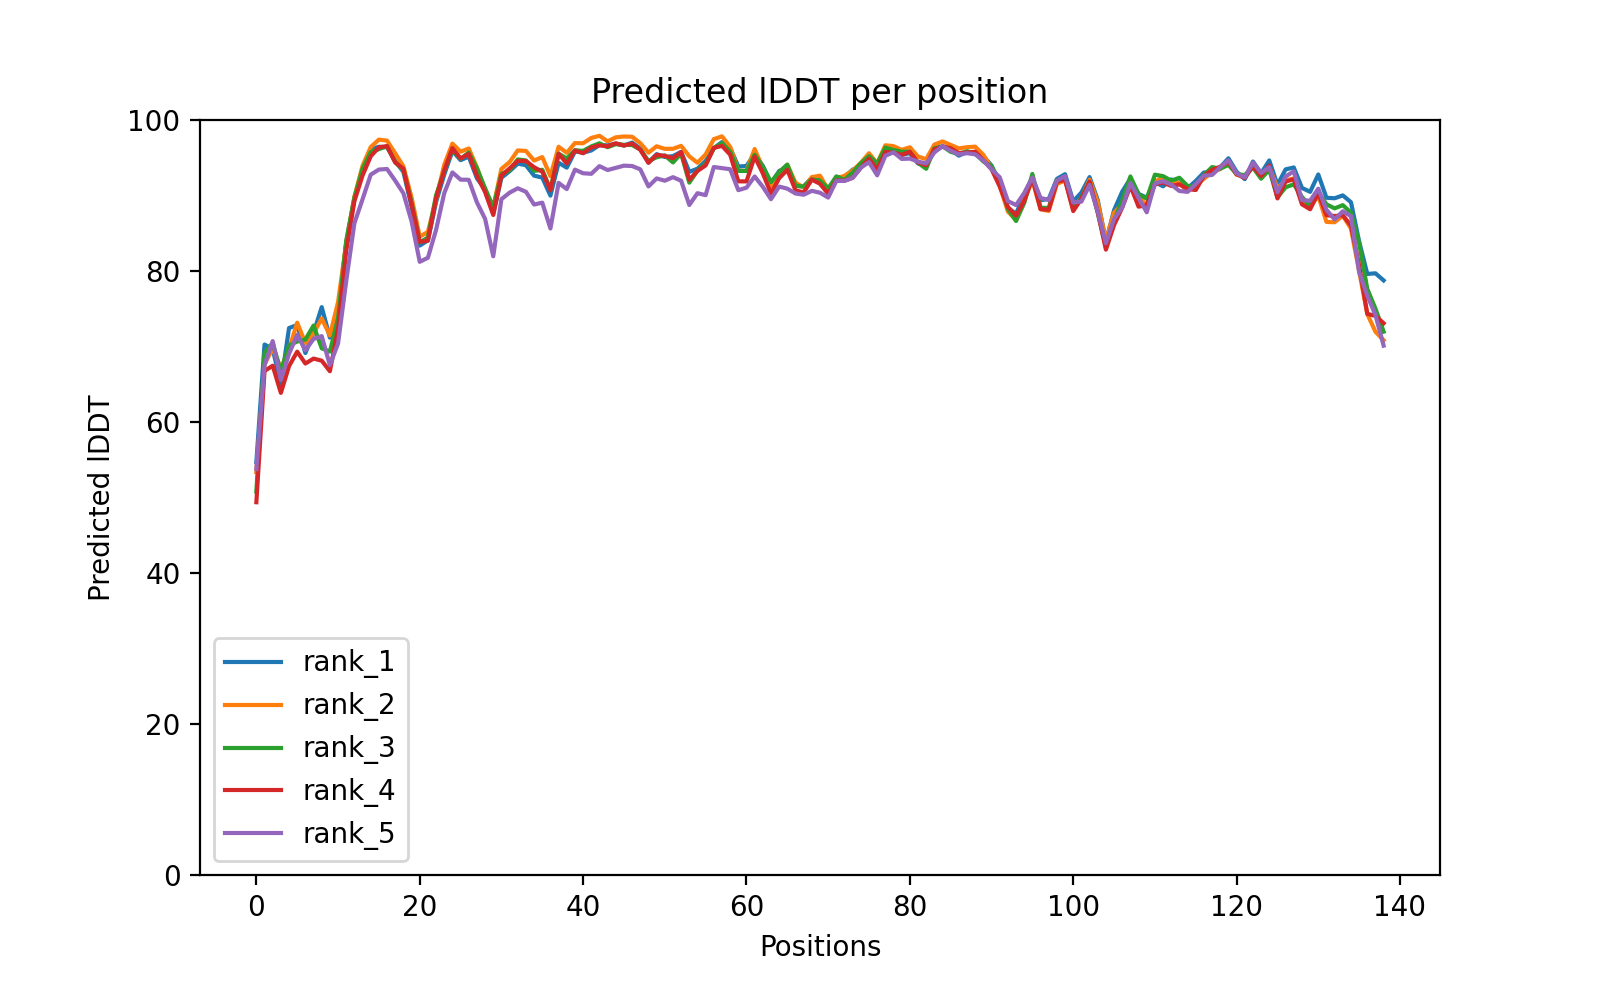 Predicted lDDT per position
100
80
60
40
20
0
Predicted lDDT
rank_1
rank_2
rank_3
rank_4
rank_5
0 20 40 60 80 100 120 140
Positions